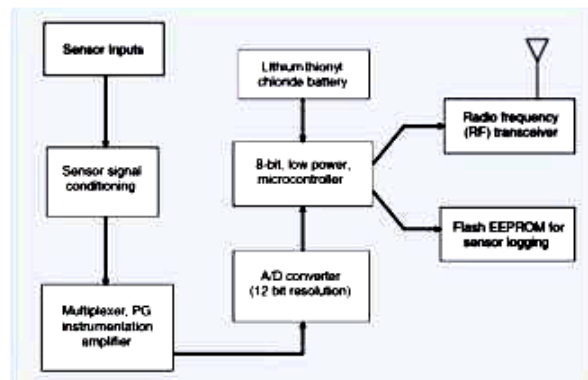 Sensor inputs
Lithium thionyl
chloride battery
Radio frequency
(RF) transceiver
Sensor signal
conditioning
8-bit, low power,
microcontroller
Flash EEPROM for
sensor logging
A/D converter
(12 bit resolution)
Multiplexer, PG
instrumentation
amplifier